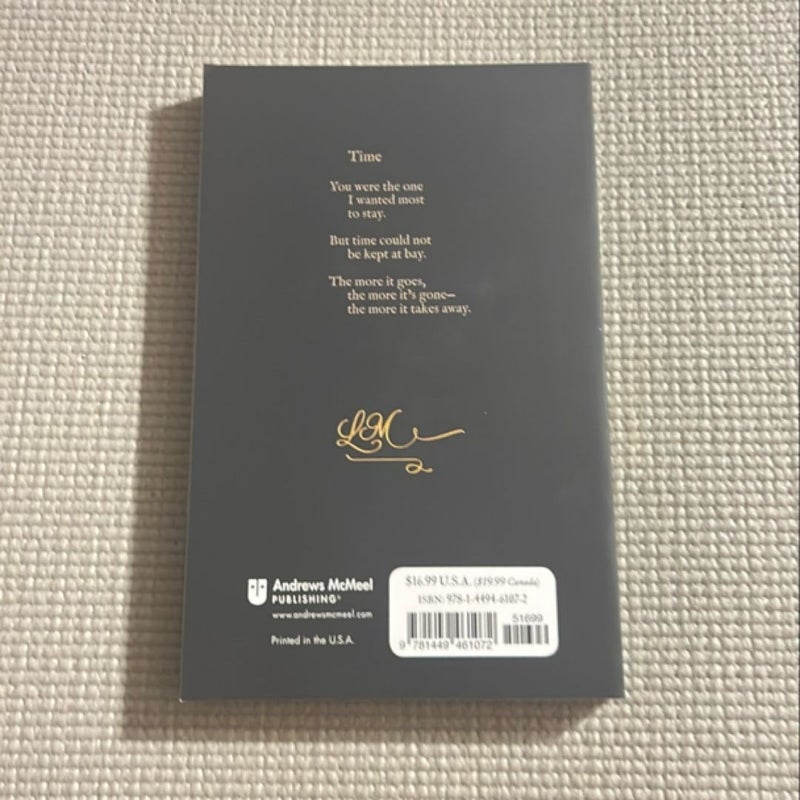 Time
You were the one
I wanted most
to stay.
But time could not
be kept at bay.
The more it goes,
the more it's gone—
the more it takes away.
LM
Andrews McMeel
PUBLISHING®
www.andrewsmcmeel.com
Printed in the U.S.A.
$16.99 U.S.A. ($19.99 Canada)
ISBN: 978-1-4494-6107-2
51699
9 781449 461072